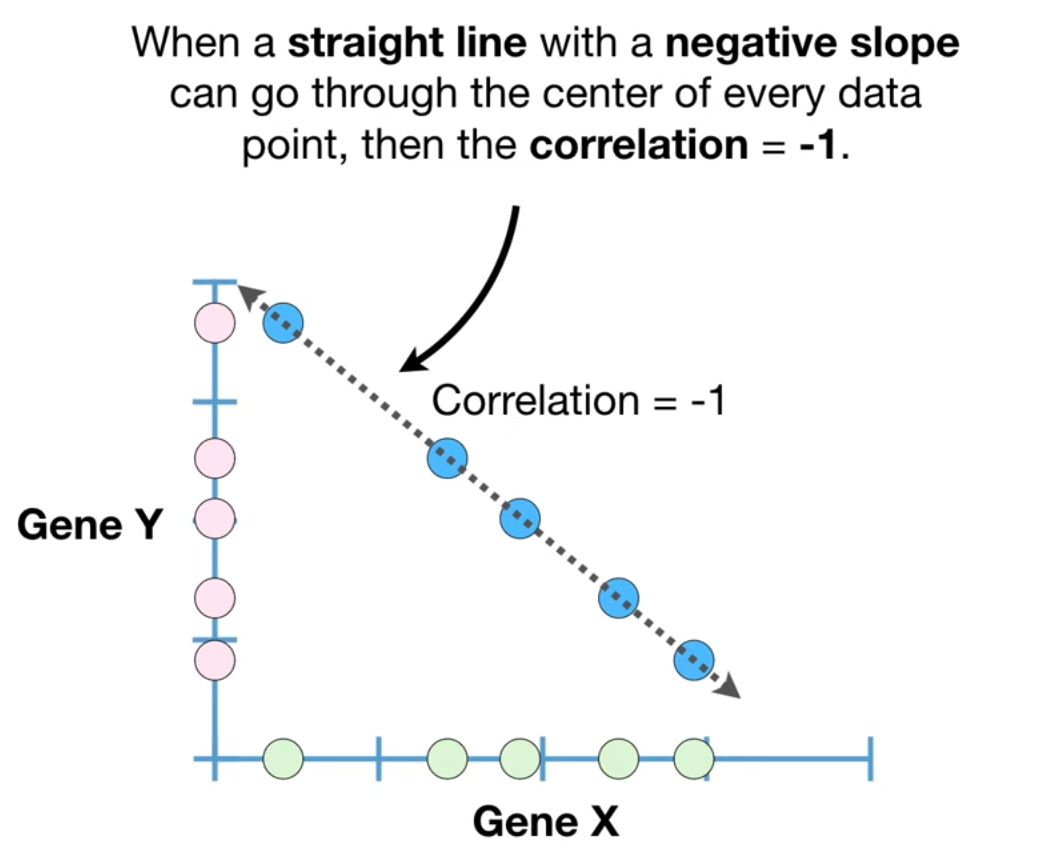 When a straight line with a negative slope
can go through the center of every data
point, then the correlation = -1.
Correlation = -1
Gene Y
Gene X